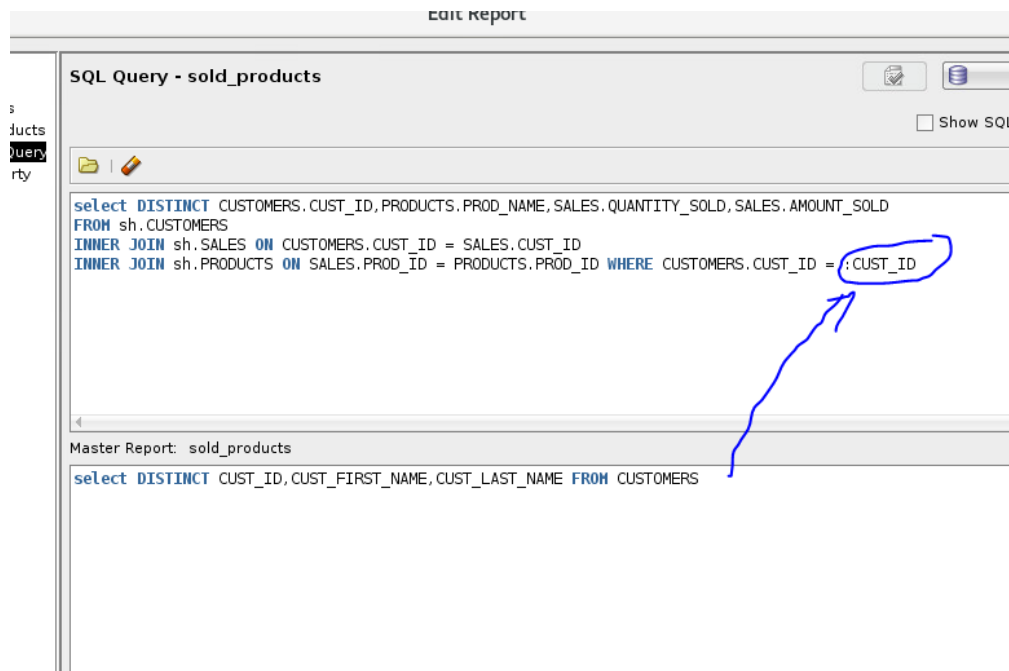 Edit Report
SQL Query - sold_products
s
ducts
Query
rty
Show SQL
select DISTINCT CUSTOMERS.CUST_ID,PRODUCTS.PROD_NAME,SALES.QUANTITY_SOLD,SALES.AMOUNT_SOLD
FROM sh.CUSTOMERS
INNER JOIN sh.SALES ON CUSTOMERS.CUST_ID = SALES.CUST_ID
INNER JOIN sh.PRODUCTS ON SALES.PROD_ID = PRODUCTS.PROD_ID WHERE CUSTOMERS.CUST_ID = :CUST_ID
Master Report: sold_products
select DISTINCT CUST_ID,CUST_FIRST_NAME,CUST_LAST_NAME FROM CUSTOMERS